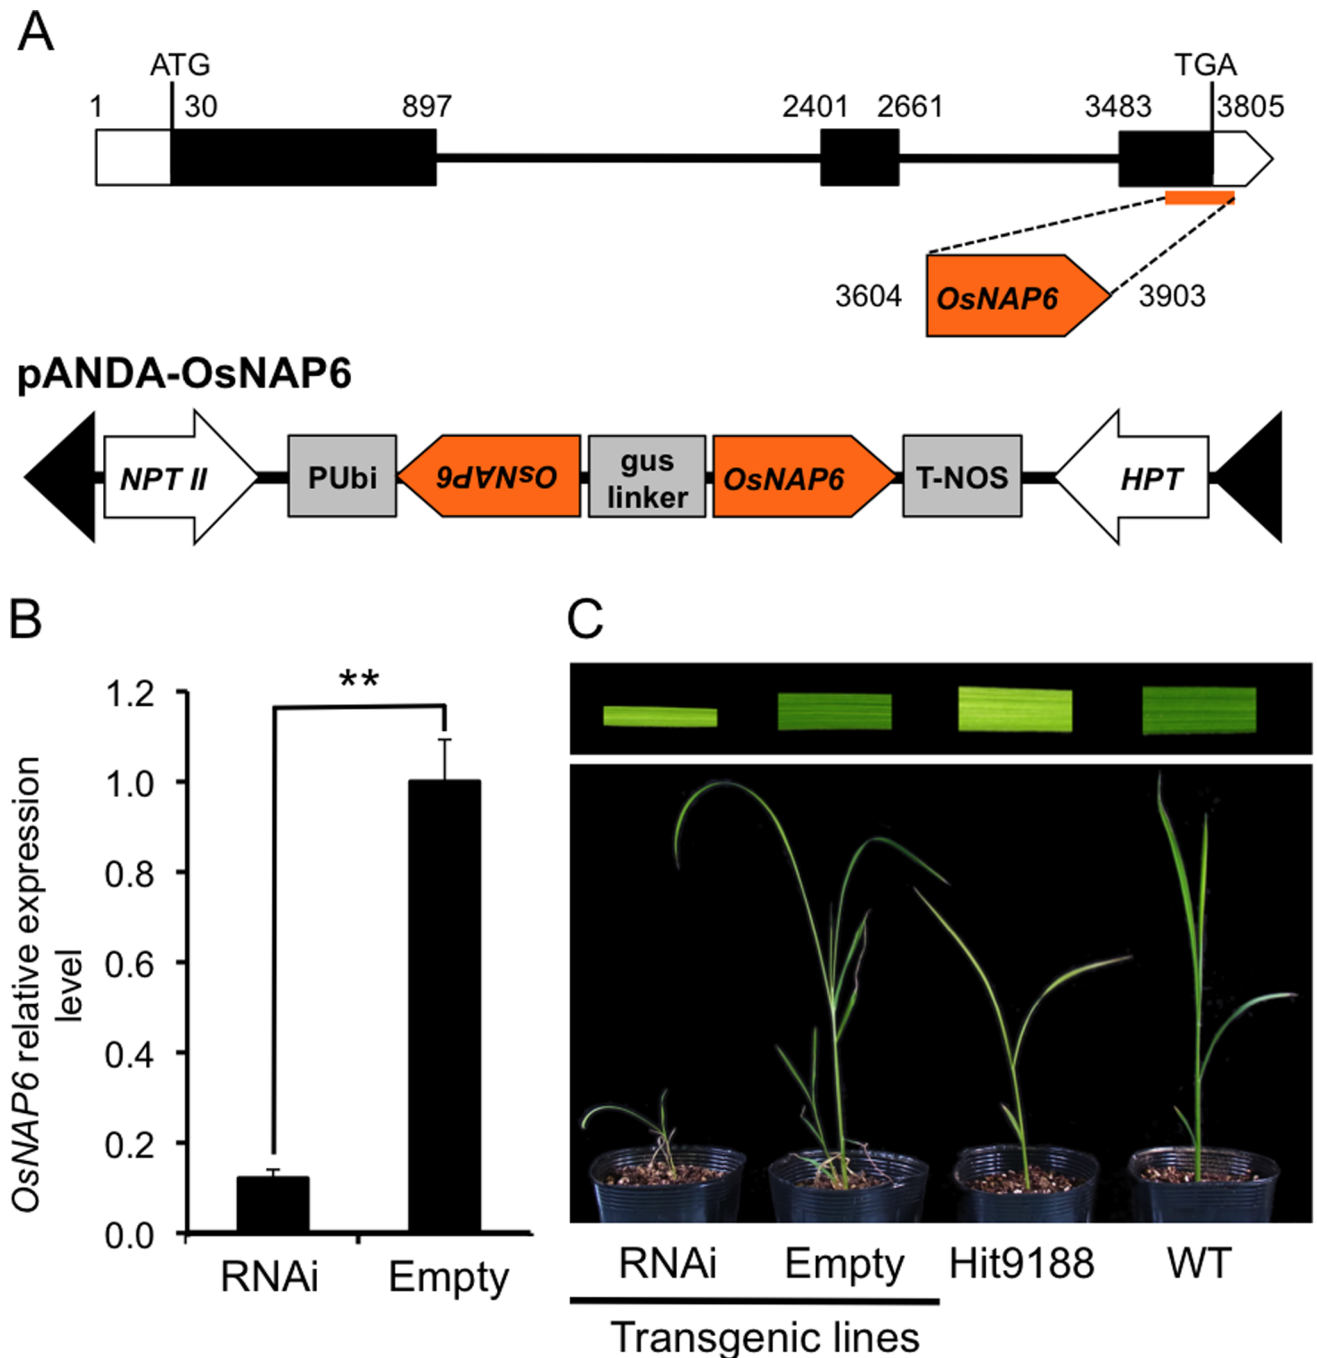 A
ATG
TGA
1 30 897 2401 2661 3483 3805
3604 OsNAP6 3903
pANDA-OsNAP6
NPT II PUbi OsNAP6 gus linker OsNAP6 T-NOS HPT
B
C
**
1.2
1.0
0.8
0.6
0.4
0.2
0.0
OsNAP6 relative expression
level
RNAi Empty
RNAi Empty Hit9188 WT
Transgenic lines